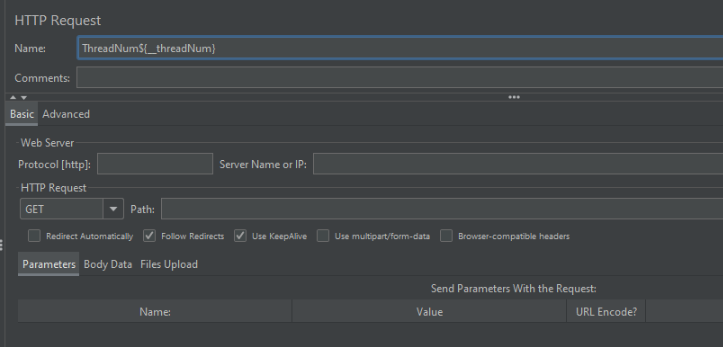 HTTP Request
Name: ThreadNum${__threadNum}
Comments:
Basic Advanced
Web Server
Protocol [http]: Server Name or IP:
HTTP Request
GET Path:
Redirect Automatically Follow Redirects Use KeepAlive Use multipart/form-data Browser-compatible headers
Parameters Body Data Files Upload
Send Parameters With the Request:
Name: Value URL Encode?